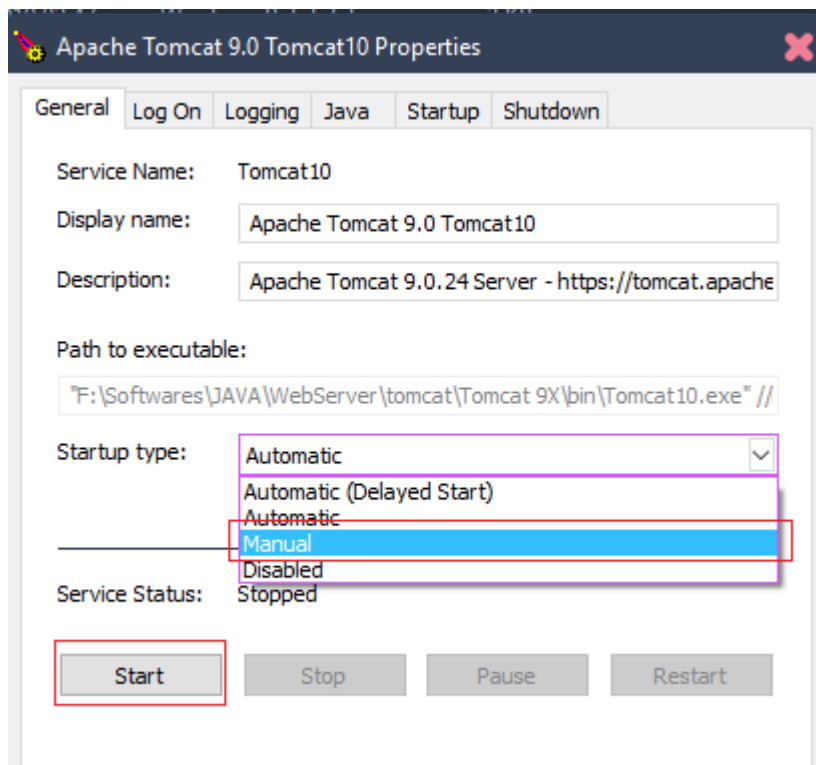 Apache Tomcat 9.0 Tomcat10 Properties
General Log On Logging Java Startup Shutdown
Service Name: Tomcat10
Display name: Apache Tomcat 9.0 Tomcat10
Description: Apache Tomcat 9.0.24 Server - https://tomcat.apache
Path to executable:
"F:\Softwares\JAVA\WebServer\tomcat\Tomcat 9X\bin\Tomcat10.exe" //
Startup type: Automatic
Automatic (Delayed Start)
Automatic
Manual
Disabled
Service Status: Stopped
Start Stop Pause Restart